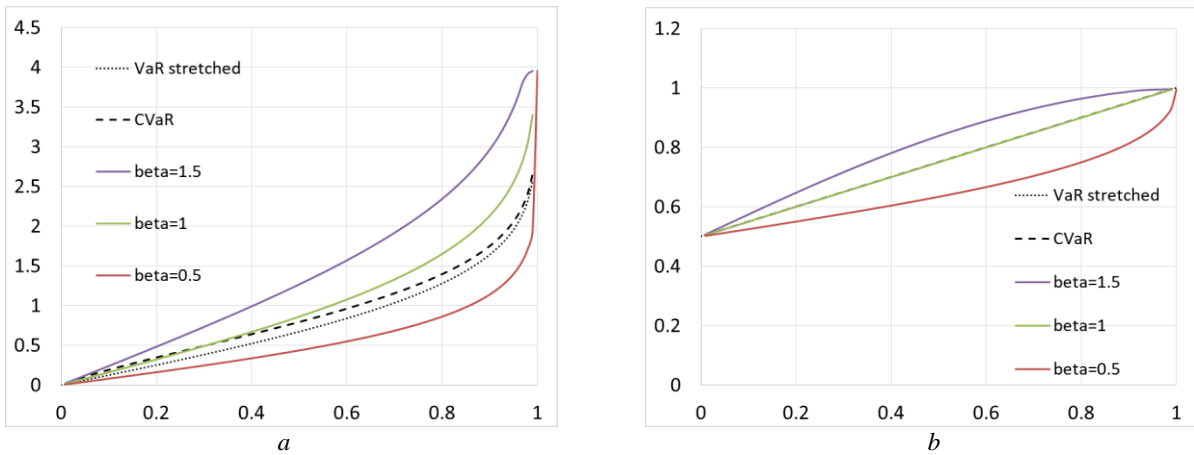 4.5
4
3.5
3
2.5
2
1.5
1
0.5
0
VaR stretched
CVaR
beta=1.5
beta=1
beta=0.5
0 0.2 0.4 0.6 0.8 1
a
1.2
1
0.8
0.6
0.4
0.2
0
VaR stretched
CVaR
beta=1.5
beta=1
beta=0.5
0 0.2 0.4 0.6 0.8 1
b